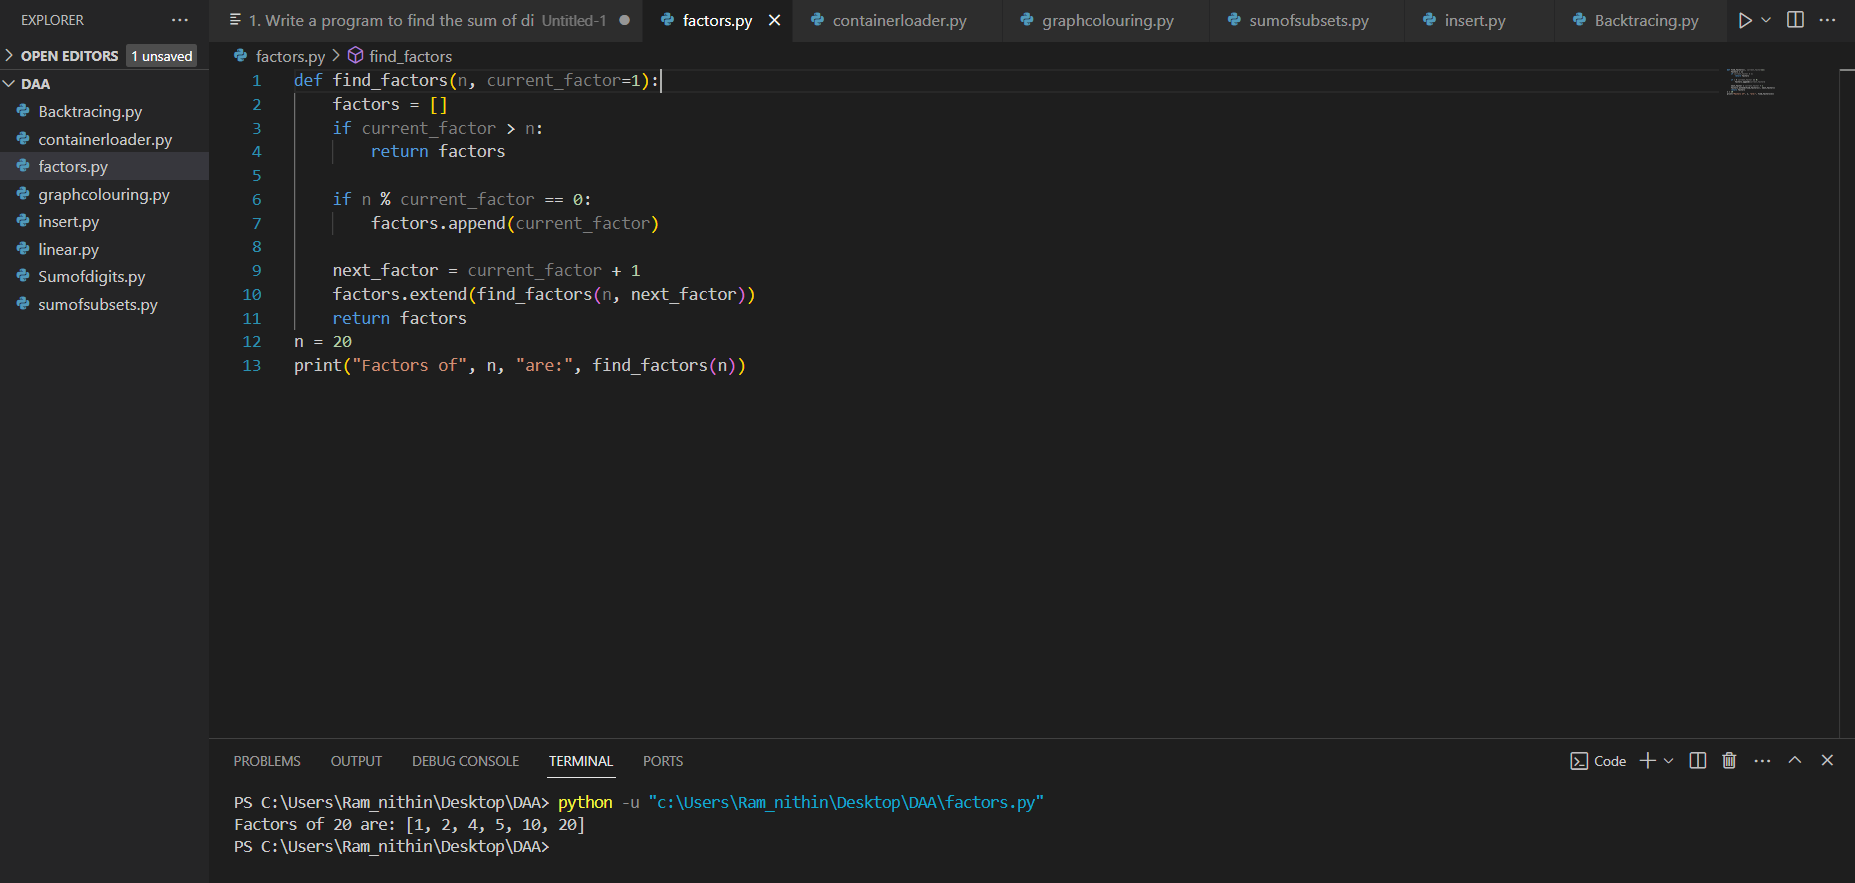 EXPLORER
OPEN EDITORS 1 unsaved
DAA
Backtracing.py
containerloader.py
factors.py
graphcolouring.py
insert.py
linear.py
Sumofdigits.py
sumofsubsets.py
1. Write a program to find the sum of di Untitled-1
factors.py
containerloader.py
graphcolouring.py
sumofsubsets.py
insert.py
Backtracing.py
factors.py > find_factors
1 def find_factors(n, current_factor=1):
2     factors = []
3     if current_factor > n:
4         return factors
5
6     if n % current_factor == 0:
7         factors.append(current_factor)
8
9     next_factor = current_factor + 1
10     factors.extend(find_factors(n, next_factor))
11     return factors
12 n = 20
13 print("Factors of", n, "are:", find_factors(n))
PROBLEMS OUTPUT DEBUG CONSOLE TERMINAL PORTS
Code
PS C:\Users\Ram_nithin\Desktop\DAA> python -u "c:\Users\Ram_nithin\Desktop\DAA\factors.py"
Factors of 20 are: [1, 2, 4, 5, 10, 20]
PS C:\Users\Ram_nithin\Desktop\DAA>